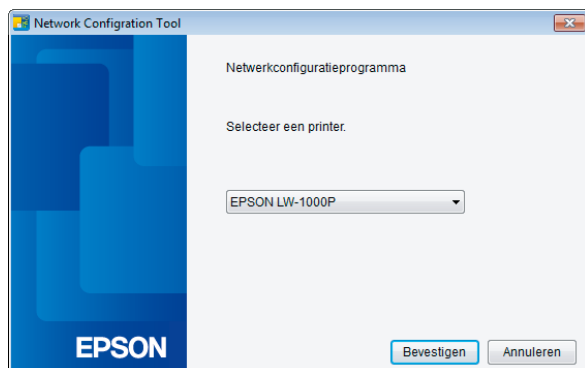 Network Configration Tool
Netwerkconfiguratieprogramma
Selecteer een printer.
EPSON LW-1000P
EPSON
Bevestigen
Annuleren